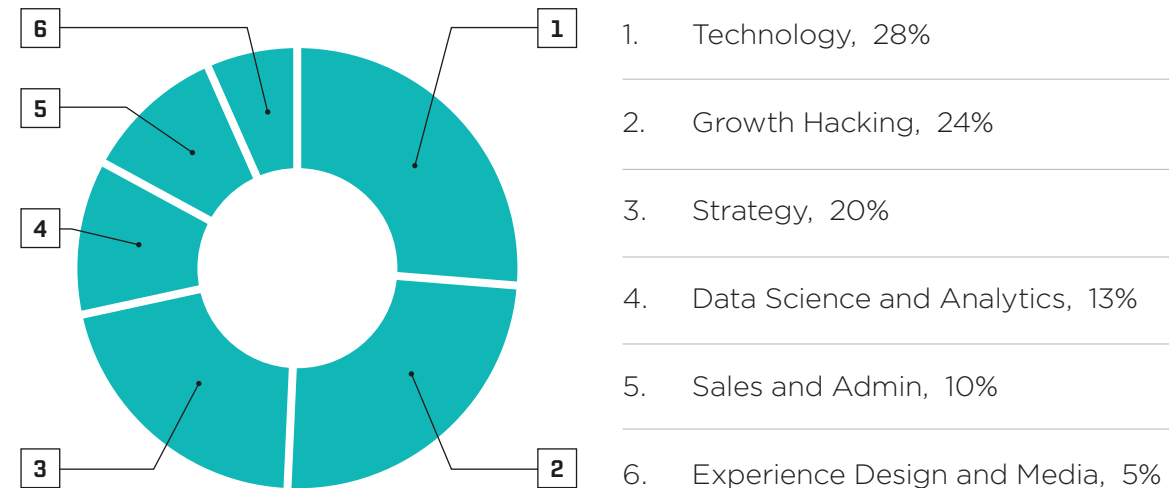 6
1
5
4
3
2
1. Technology, 28%
2. Growth Hacking, 24%
3. Strategy, 20%
4. Data Science and Analytics, 13%
5. Sales and Admin, 10%
6. Experience Design and Media, 5%